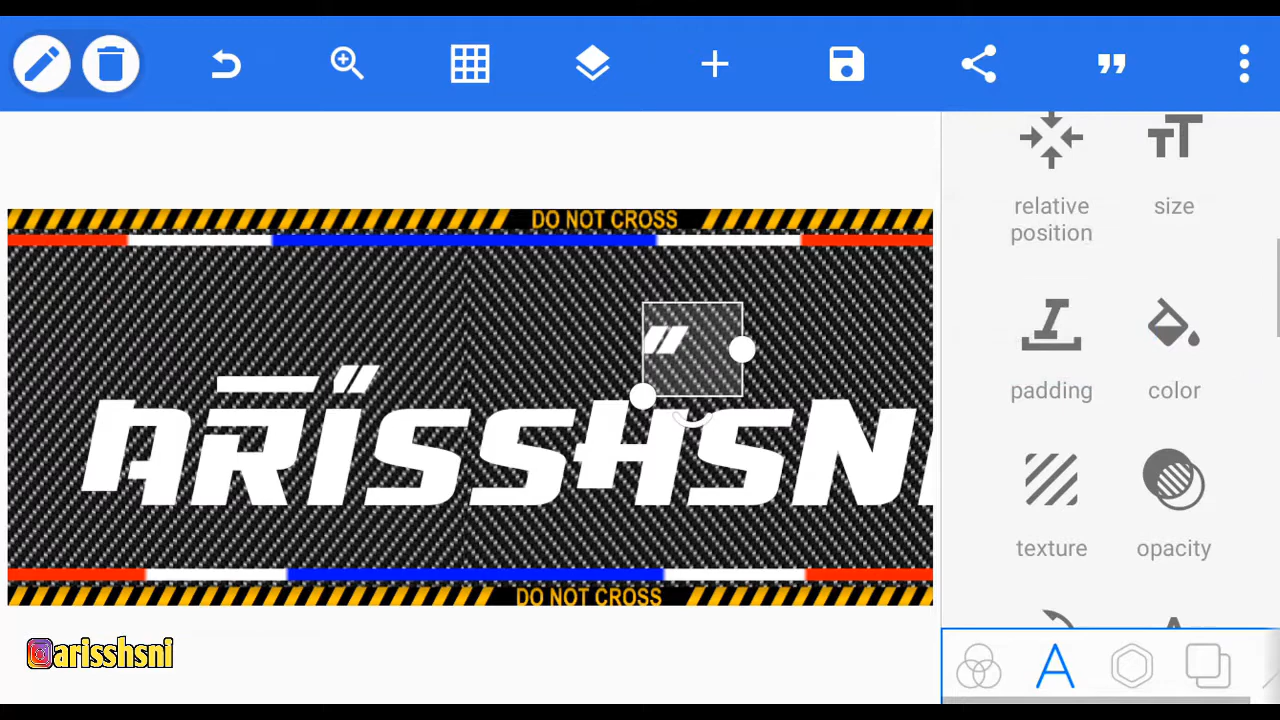 relative
position
size
DO NOT CROSS
padding
color
ARISSHSNI
texture
opacity
DO NOT CROSS
@arisshsni